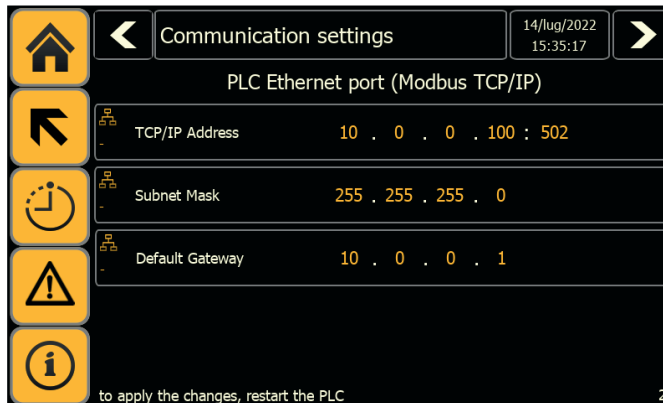 Communication settings
14/lug/2022
15:35:17
PLC Ethernet port (Modbus TCP/IP)
TCP/IP Address 10 . 0 . 0 . 100 : 502
-
Subnet Mask 255 . 255 . 255 . 0
-
Default Gateway 10 . 0 . 0 . 1
-
i
to apply the changes, restart the PLC